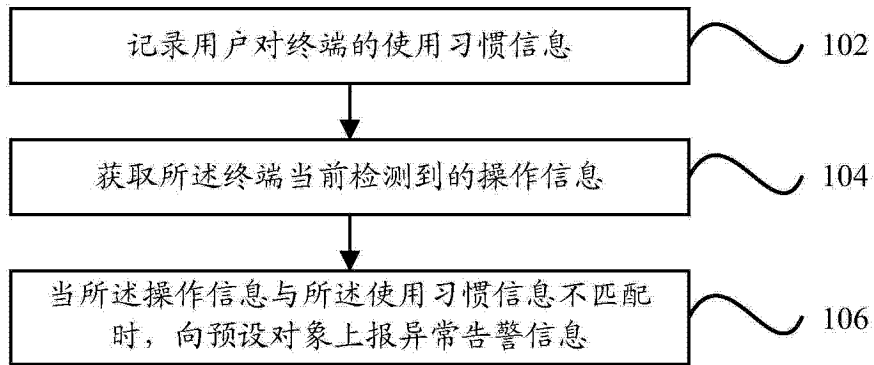 记录用户对终端的使用习惯信息
102
获取所述终端当前检测到的操作信息
104
当所述操作信息与所述使用习惯信息不匹配
时，向预设对象上报异常告警信息
106